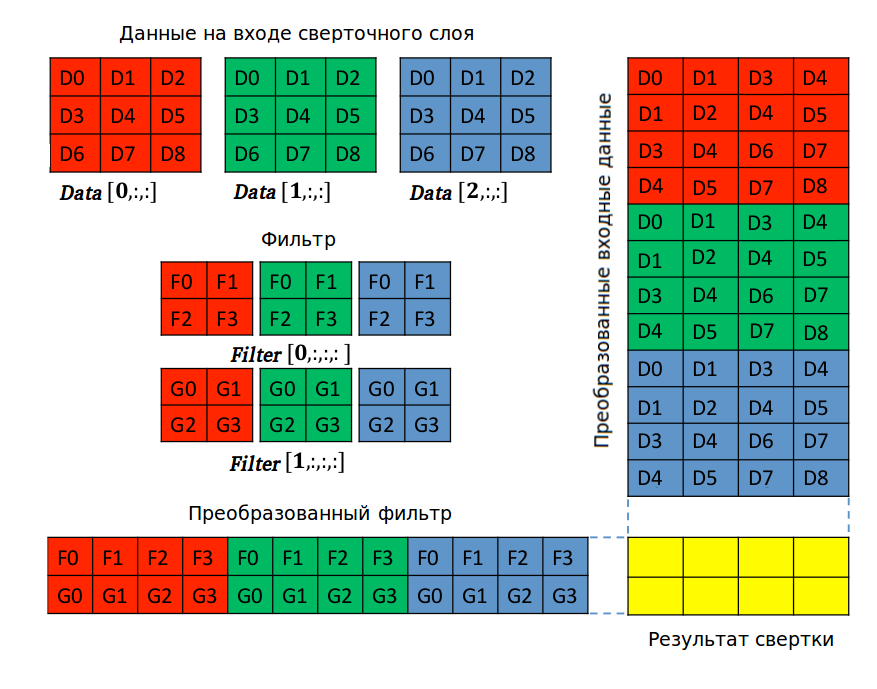 Данные на входе сверточного слоя
D0 D1 D2 D0 D1 D2 D0 D1 D2
D3 D4 D5 D3 D4 D5 D3 D4 D5
D6 D7 D8 D6 D7 D8 D6 D7 D8
Data [0,:,:] Data [1,:,:] Data [2,:,:]
Фильтр
F0 F1 F0 F1 F0 F1
F2 F3 F2 F3 F2 F3
Filter [0,:,:,: ]
G0 G1 G0 G1 G0 G1
G2 G3 G2 G3 G2 G3
Filter [1,:,:,:]
Преобразованный фильтр
F0 F1 F2 F3 F0 F1 F2 F3 F0 F1 F2 F3
G0 G1 G2 G3 G0 G1 G2 G3 G0 G1 G2 G3
Преобразованные входные данные
D0 D1 D3 D4
D1 D2 D4 D5
D3 D4 D6 D7
D4 D5 D7 D8
D0 D1 D3 D4
D1 D2 D4 D5
D3 D4 D6 D7
D4 D5 D7 D8
D0 D1 D3 D4
D1 D2 D4 D5
D3 D4 D6 D7
D4 D5 D7 D8
Результат свертки